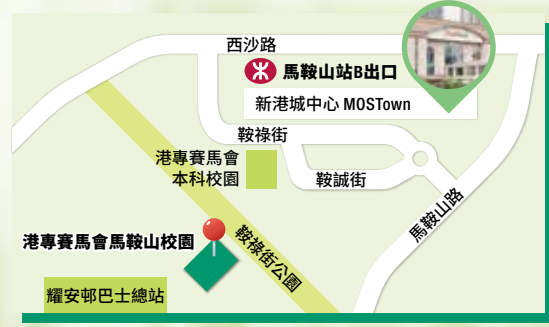 西沙路
馬鞍山站B出口
新港城中心 MOSTown
鞍祿街
港專賽馬會
本科校園
鞍誠街
馬鞍山路
港專賽馬會馬鞍山校園
鞍祿街公園
耀安邨巴士總站